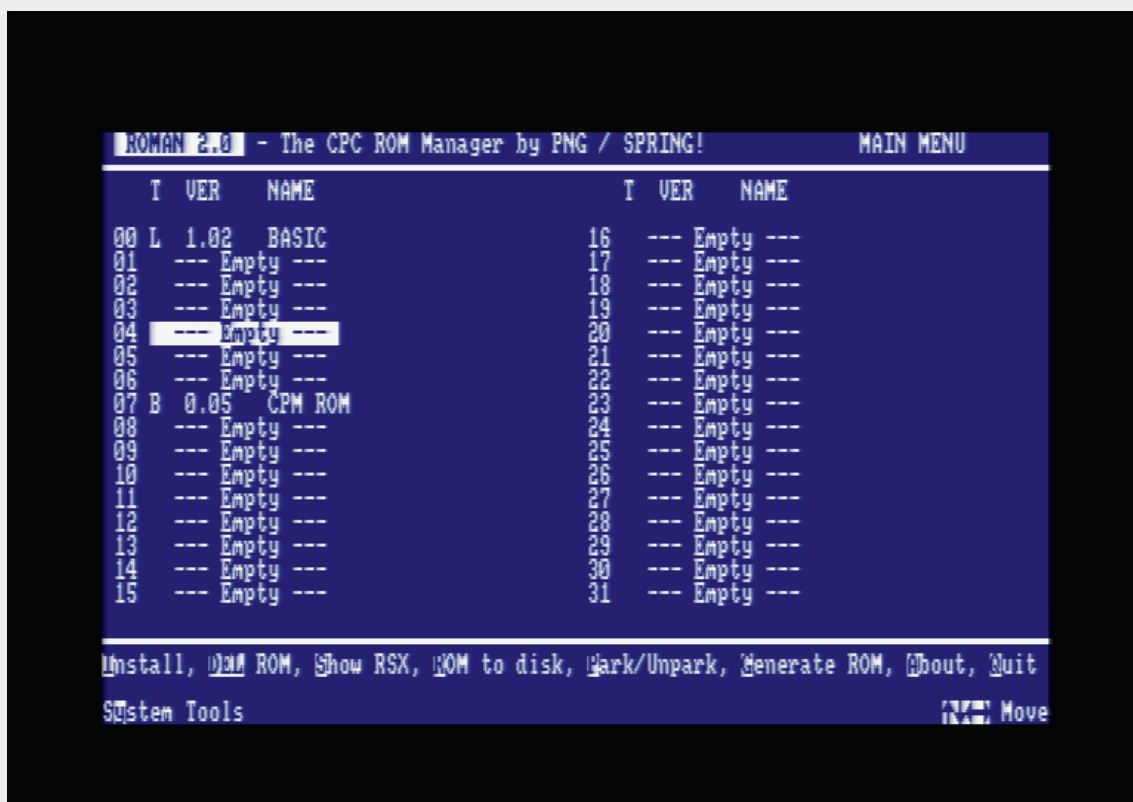 ROMAN 2.0 - The CPC ROM Manager by PNG / SPRING! MAIN MENU
T VER NAME T VER NAME
00 L 1.02 BASIC 16 --- Empty ---
01 --- Empty --- 17 --- Empty ---
02 --- Empty --- 18 --- Empty ---
03 --- Empty --- 19 --- Empty ---
04 --- Empty --- 20 --- Empty ---
05 --- Empty --- 21 --- Empty ---
06 --- Empty --- 22 --- Empty ---
07 B 0.05 CPM ROM 23 --- Empty ---
08 --- Empty --- 24 --- Empty ---
09 --- Empty --- 25 --- Empty ---
10 --- Empty --- 26 --- Empty ---
11 --- Empty --- 27 --- Empty ---
12 --- Empty --- 28 --- Empty ---
13 --- Empty --- 29 --- Empty ---
14 --- Empty --- 30 --- Empty ---
15 --- Empty --- 31 --- Empty ---
Install, DEL ROM, Show RSX, ROM to disk, Park/Unpark, Generate ROM, About, Quit
System Tools Move